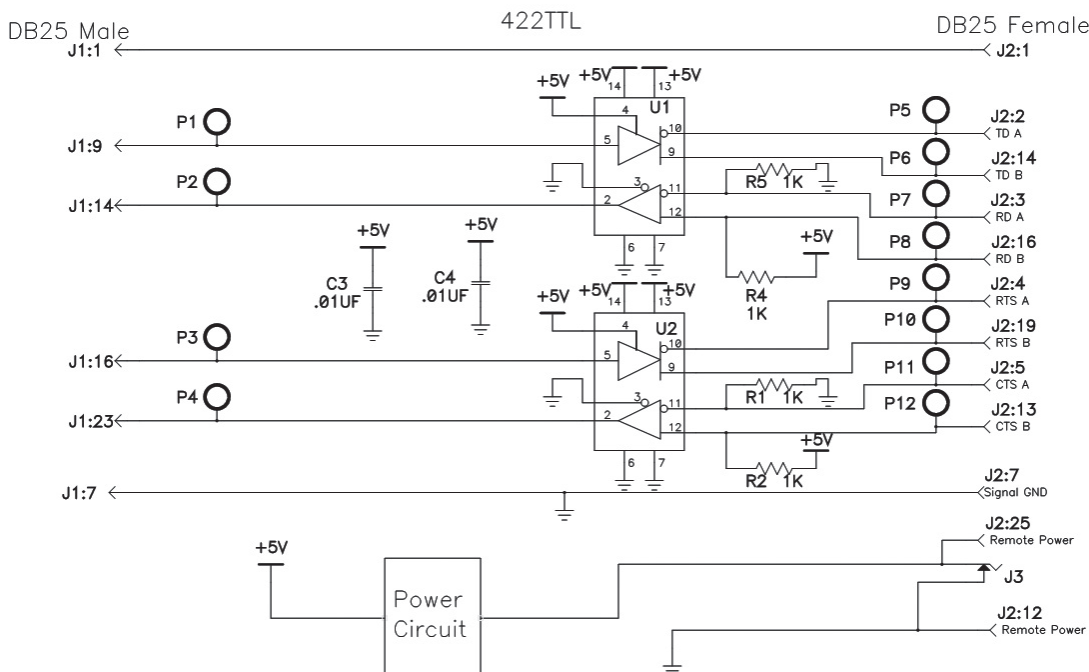 422TTL
DB25 Male
DB25 Female
J1:1
J2:1
+5V
+5V
+5V
14
13
U1
4
P1
P5
J2:2
10
TD A
J1:9
5
9
P6
J2:14
TD B
P2
3
11
R5 1K
P7
J2:3
J1:14
2
12
RD A
+5V
+5V
+5V
P8
J2:16
6
7
RD B
C3
.01UF
C4
.01UF
R4
1K
P9
J2:4
RTS A
+5V
+5V
+5V
14
13
U2
4
P3
P10
J2:19
10
RTS B
J1:16
5
9
P11
J2:5
P4
3
11
R1 1K
CTS A
J1:23
2
12
P12
J2:13
CTS B
+5V
6
7
R2 1K
J1:7
J2:7
Signal GND
J2:25
Remote Power
+5V
J3
Power
Circuit
J2:12
Remote Power